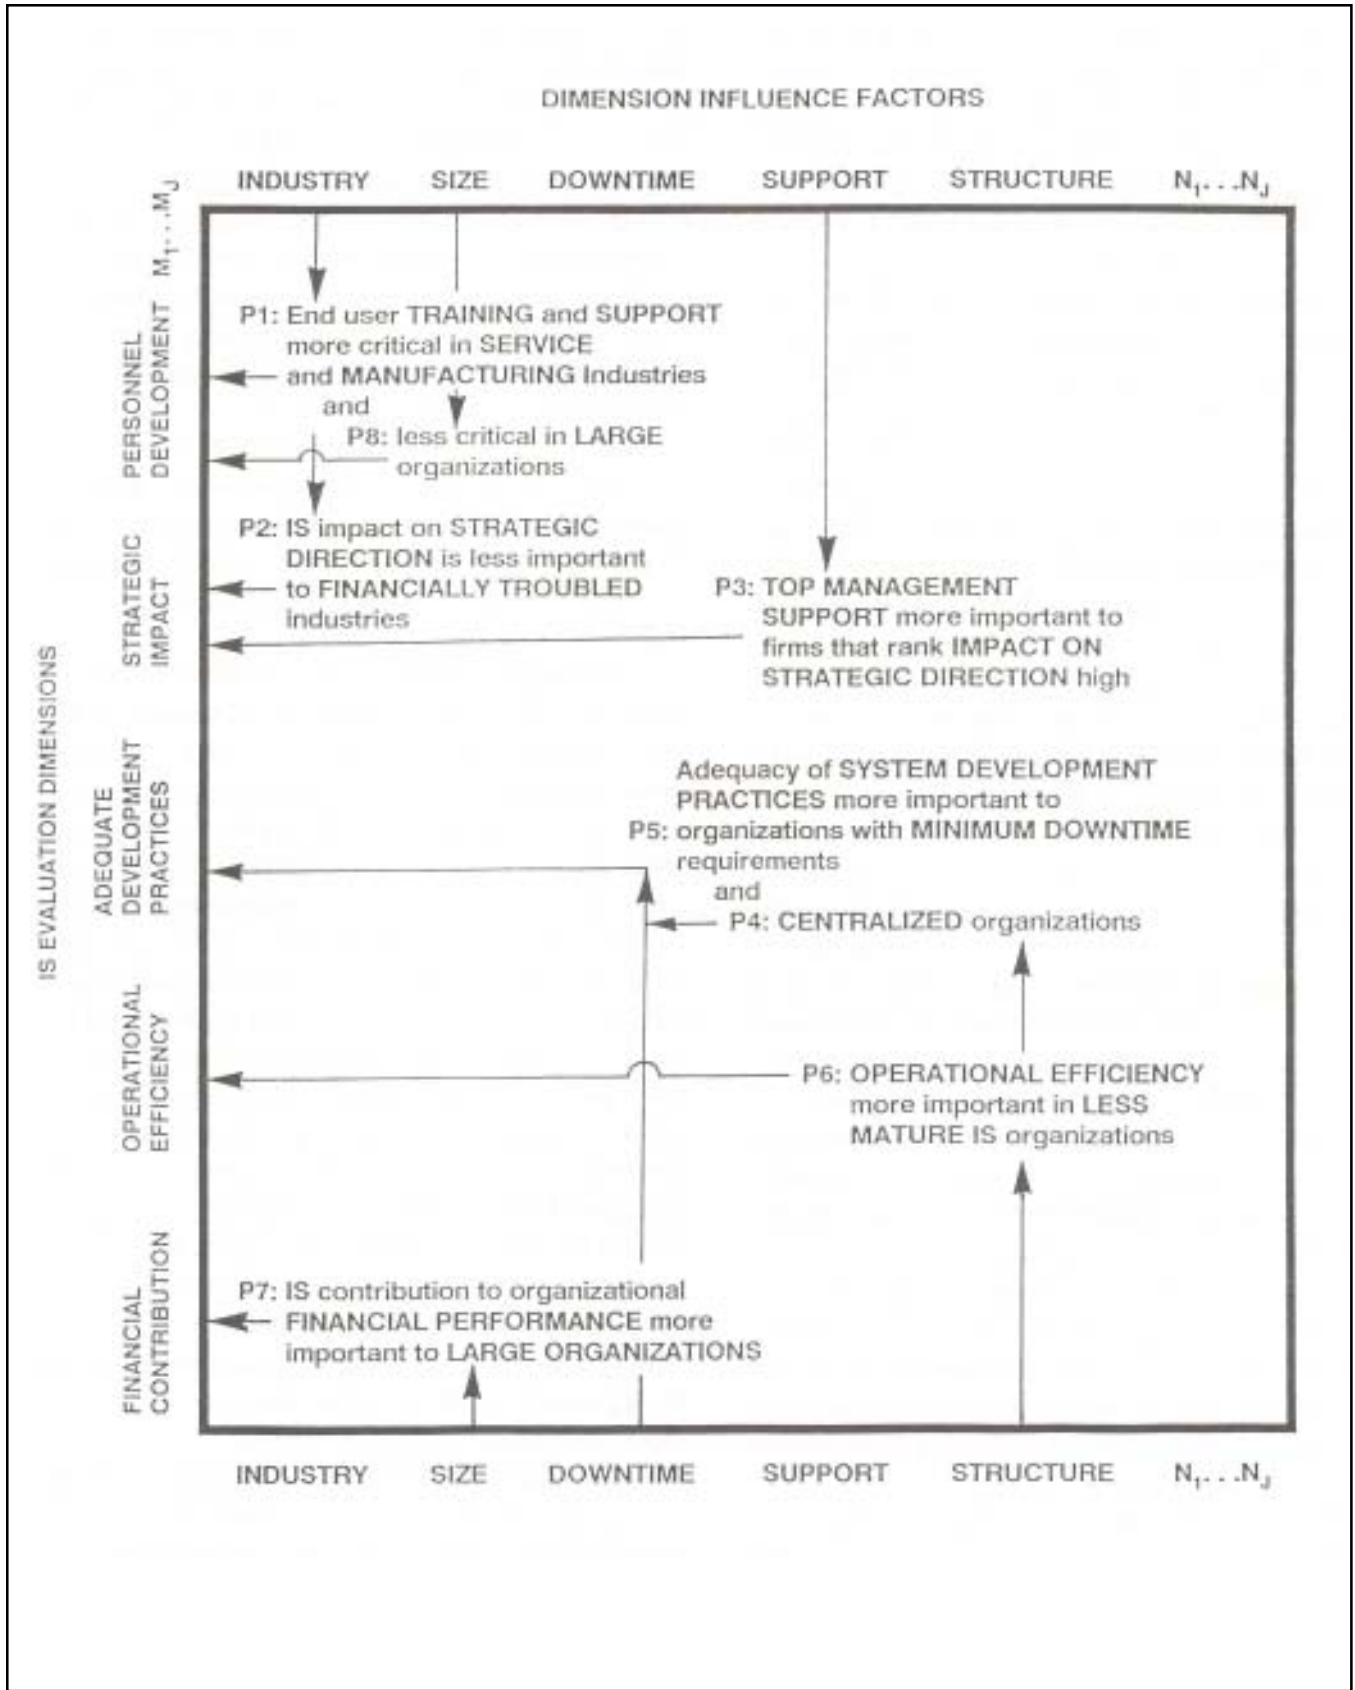 DIMENSION INFLUENCE FACTORS
INDUSTRY SIZE DOWNTIME SUPPORT STRUCTURE N₁...Nⱼ
M₁...Mⱼ
PERSONNEL
DEVELOPMENT
P1: End user TRAINING and SUPPORT
more critical in SERVICE
and MANUFACTURING Industries
and
P8: less critical in LARGE
organizations
STRATEGIC
IMPACT
P2: IS impact on STRATEGIC
DIRECTION is less important
to FINANCIALLY TROUBLED
industries
P3: TOP MANAGEMENT
SUPPORT more important to
firms that rank IMPACT ON
STRATEGIC DIRECTION high
IS EVALUATION DIMENSIONS
ADEQUATE
DEVELOPMENT
PRACTICES
Adequacy of SYSTEM DEVELOPMENT
PRACTICES more important to
P5: organizations with MINIMUM DOWNTIME
requirements
and
P4: CENTRALIZED organizations
OPERATIONAL
EFFICIENCY
P6: OPERATIONAL EFFICIENCY
more important in LESS
MATURE IS organizations
FINANCIAL
CONTRIBUTION
P7: IS contribution to organizational
FINANCIAL PERFORMANCE more
important to LARGE ORGANIZATIONS
INDUSTRY SIZE DOWNTIME SUPPORT STRUCTURE N₁...Nⱼ